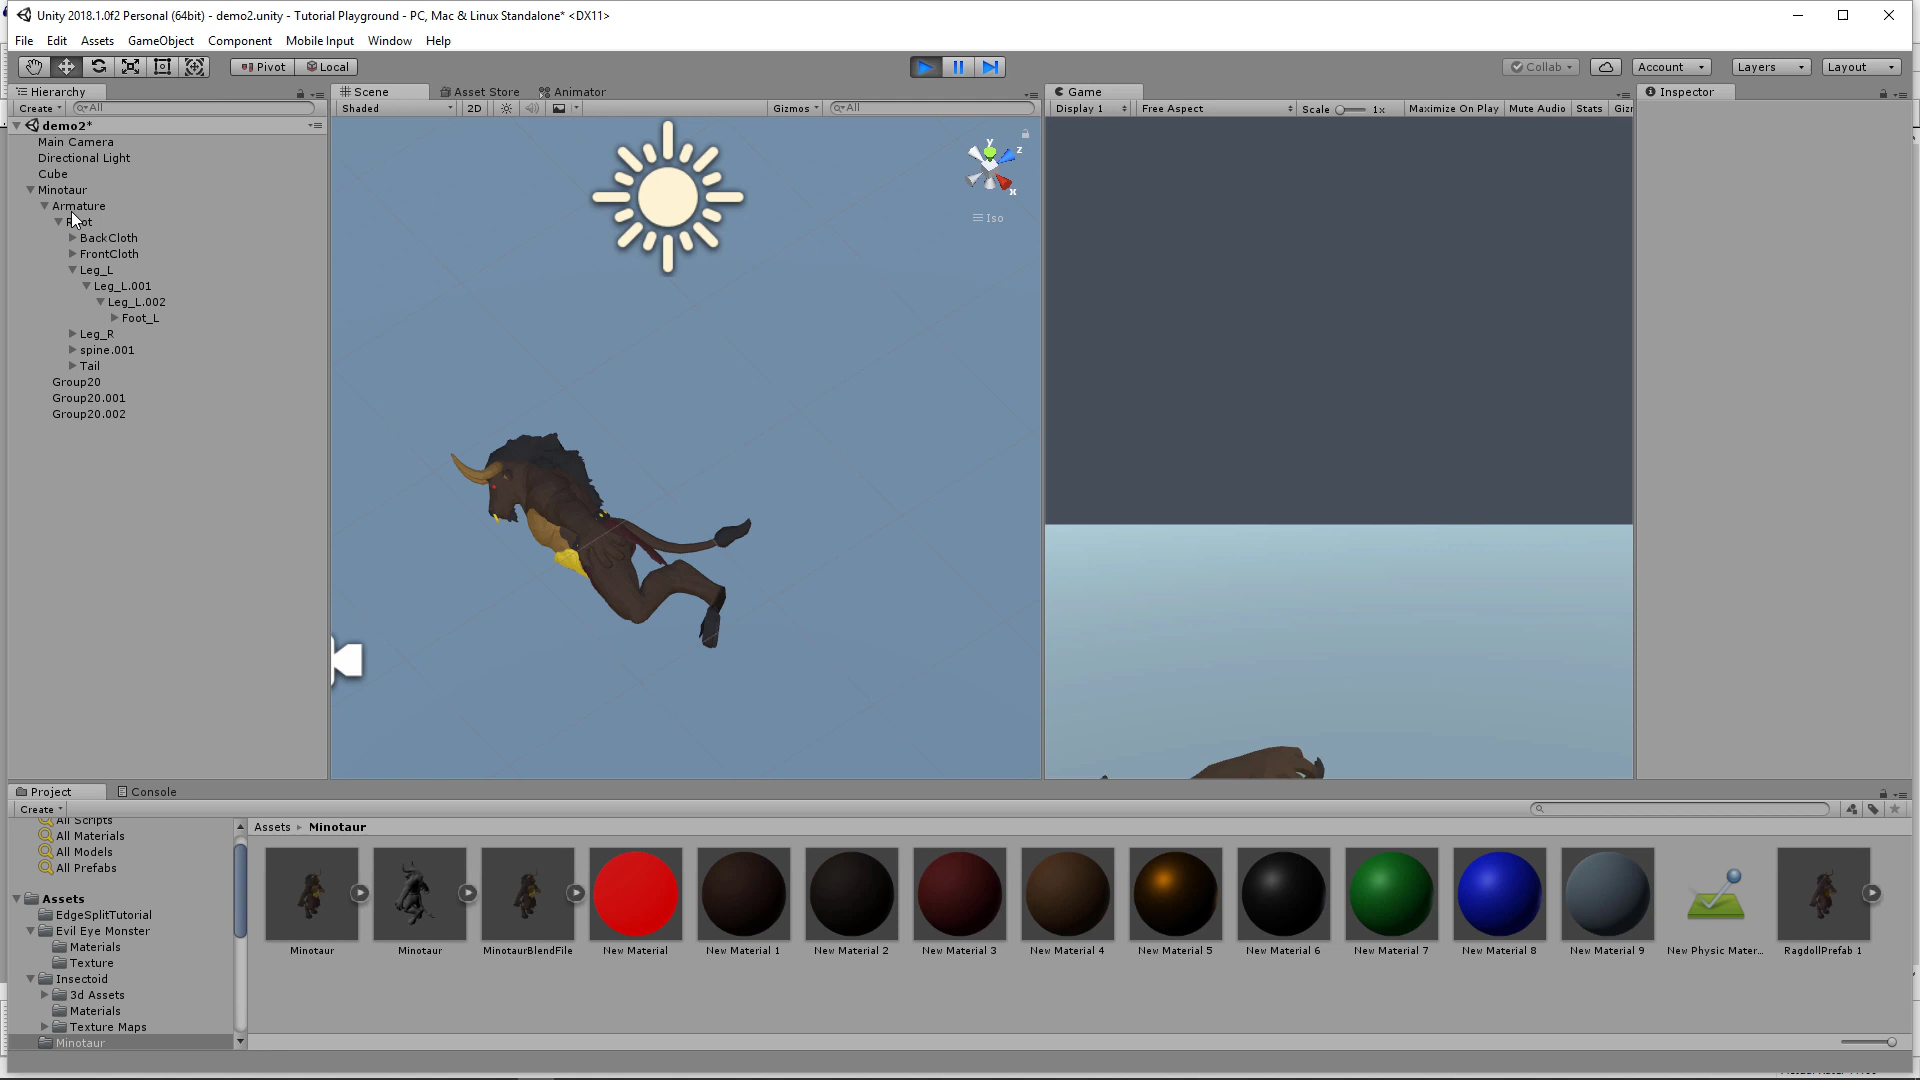 Unity 2018.1.0f2 Personal (64bit) - demo2.unity - Tutorial Playground - PC, Mac & Linux Standalone* <DX11>
File Edit Assets GameObject Component Mobile Input Window Help
Pivot Local Collab Account Layers Layout
Hierarchy Scene Asset Store Animator Game Inspector
Create All Shaded 2D Gizmos All Display 1 Free Aspect Scale 1x Maximize On Play Mute Audio Stats Giz
demo2*
Main Camera
Directional Light
Cube
Minotaur
Armature
BackCloth
FrontCloth
Leg_L
Leg_L.001
Leg_L.002
Foot_L
Leg_R
spine.001
Tail
Group20
Group20.001
Group20.002
y
z
x
Iso
Project Console
Create
All Scripts
All Materials
All Models
All Prefabs
Assets
EdgeSplitTutorial
Evil Eye Monster
Materials
Texture
Insectoid
3d Assets
Materials
Texture Maps
Minotaur
Assets Minotaur
Minotaur Minotaur MinotaurBlendFile New Material New Material 1 New Material 2 New Material 3 New Material 4 New Material 5 New Material 6 New Material 7 New Material 8 New Material 9 New Physic Mater... RagdollPrefab 1